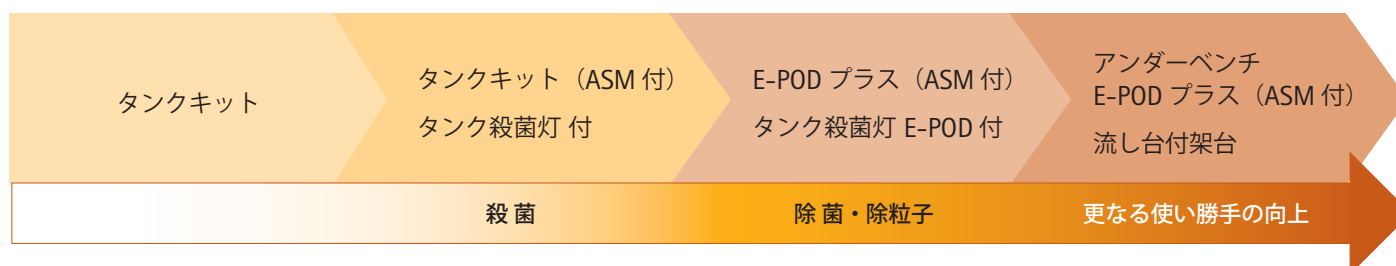 タンクキット
タンクキット（ASM 付）
タンク殺菌灯 付
E-POD プラス（ASM 付）
タンク殺菌灯 E-POD 付
アンダーベンチ
E-POD プラス（ASM 付）
流し台付架台
殺 菌
除 菌・除粒子
更なる使い勝手の向上